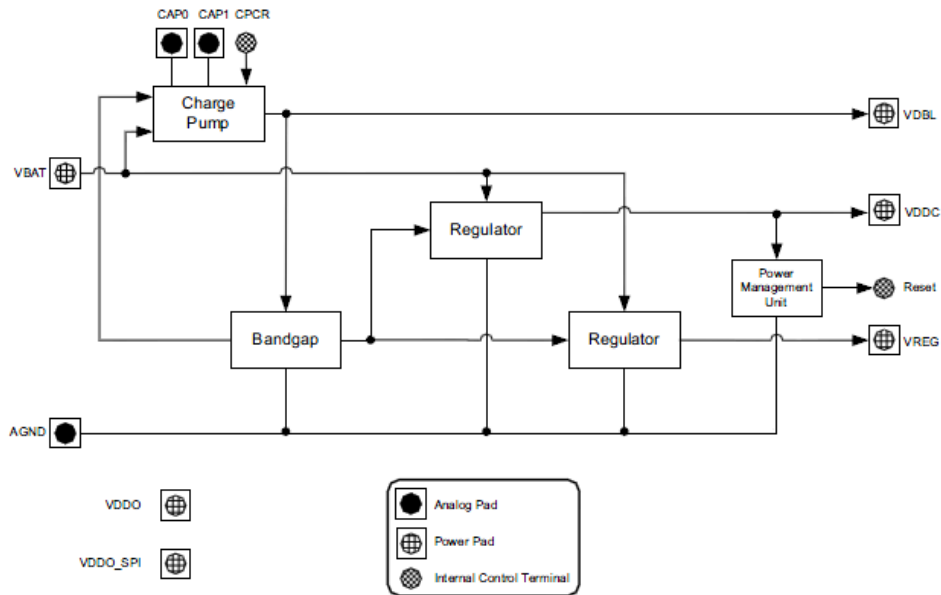 CAP0 CAP1 CPCR
Charge
Pump
VDBL
VBAT
Regulator
VDDC
Power
Management
Unit
Reset
Bandgap
Regulator
VREG
AGND
VDDO
Analog Pad
Power Pad
VDDO_SPI
Internal Control Terminal